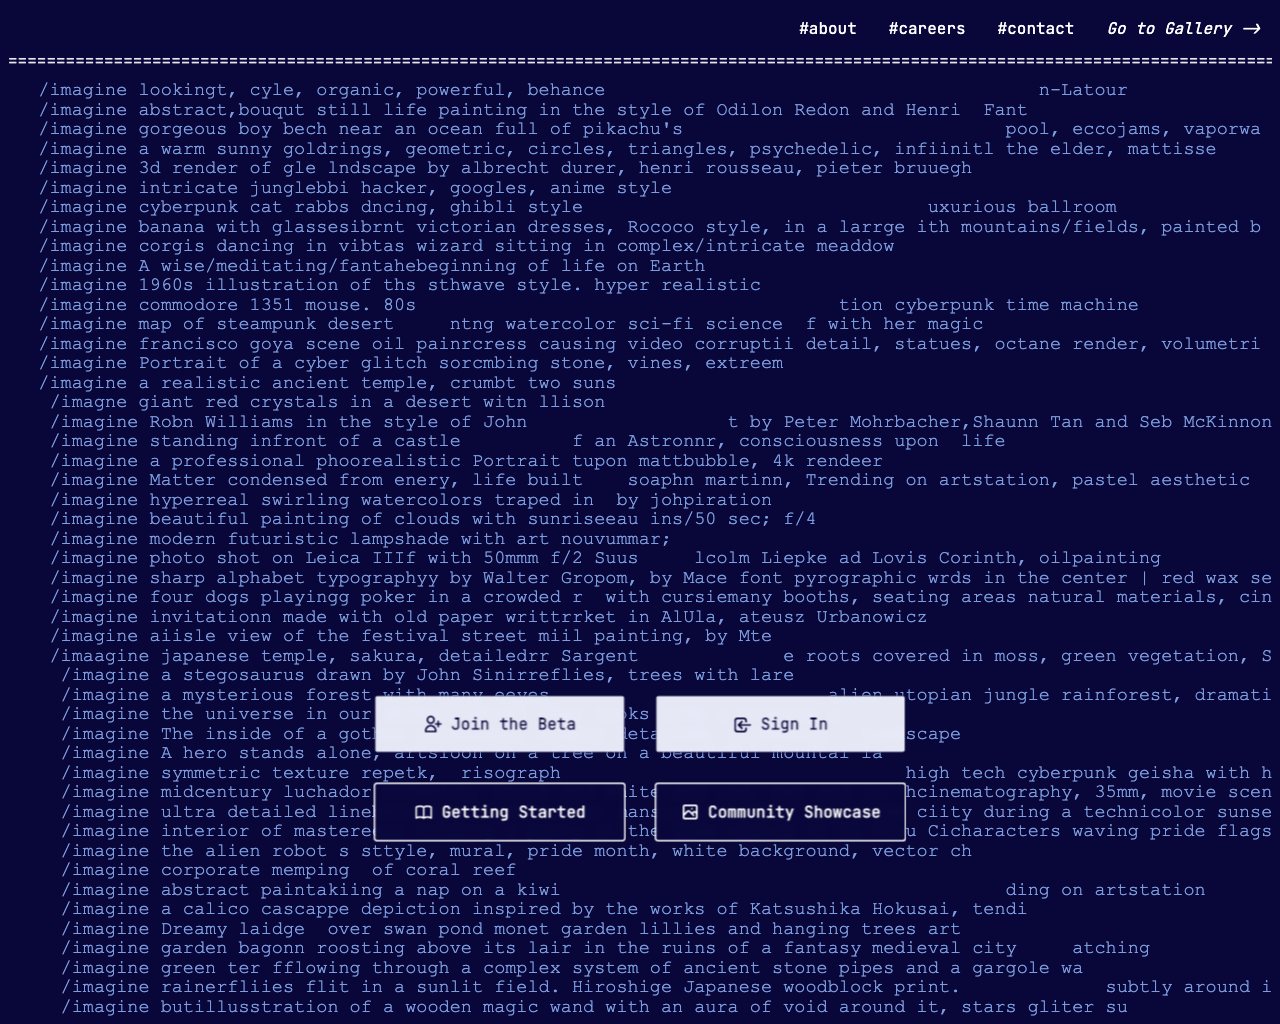 #about #careers #contact Go to Gallery →
================================================================================
/imagine lookingt, cyle, organic, powerful, behance n-Latour
/imagine abstract,bouqut still life painting in the style of Odilon Redon and Henri Fant
/imagine gorgeous boy bech near an ocean full of pikachu's pool, eccojams, vaporwa
/imagine a warm sunny goldrings, geometric, circles, triangles, psychedelic, infiinitl the elder, mattisse
/imagine 3d render of gle lndscape by albrecht durer, henri rousseau, pieter bruuegh
/imagine intricate junglebbi hacker, googles, anime style
/imagine cyberpunk cat rabbs dncing, ghibli style uxurious ballroom
/imagine banana with glassesibrnt victorian dresses, Rococo style, in a larrge ith mountains/fields, painted b
/imagine corgis dancing in vibtas wizard sitting in complex/intricate meaddow
/imagine A wise/meditating/fantahebeginning of life on Earth
/imagine 1960s illustration of ths sthwave style. hyper realistic
/imagine commodore 1351 mouse. 80s tion cyberpunk time machine
/imagine map of steampunk desert ntng watercolor sci-fi science f with her magic
/imagine francisco goya scene oil painrcress causing video corruptii detail, statues, octane render, volumetri
/imagine Portrait of a cyber glitch sorcmbing stone, vines, extreem
/imagine a realistic ancient temple, crumbt two suns
/imagne giant red crystals in a desert witn llison
/imagine Robn Williams in the style of John t by Peter Mohrbacher,Shaunn Tan and Seb McKinnon
/imagine standing infront of a castle f an Astronnr, consciousness upon life
/imagine a professional phoorealistic Portrait tupon mattbubble, 4k rendeer
/imagine Matter condensed from enery, life built soaphn martinn, Trending on artstation, pastel aesthetic
/imagine hyperreal swirling watercolors traped in by johpiration
/imagine beautiful painting of clouds with sunriseeau ins/50 sec; f/4
/imagine modern futuristic lampshade with art nouvummar;
/imagine photo shot on Leica IIIf with 50mmm f/2 Suus lcolm Liepke ad Lovis Corinth, oilpainting
/imagine sharp alphabet typographyy by Walter Gropom, by Mace font pyrographic wrds in the center | red wax se
/imagine four dogs playingg poker in a crowded r with cursiemany booths, seating areas natural materials, cin
/imagine invitationn made with old paper writtrrket in AlUla, ateusz Urbanowicz
/imagine aiisle view of the festival street miil painting, by Mte
/imaagine japanese temple, sakura, detailedrr Sargent e roots covered in moss, green vegetation, S
/imagine a stegosaurus drawn by John Sinirreflies, trees with lare
/imagine a mysterious forest with many eeyes alien utopian jungle rainforest, dramati
/imagine the universe in our oks
Join the Beta Sign In
/imagine The inside of a got eta scape
/imagine A hero stands alone, artsloon on a tree on a beautiful mountai la
/imagine symmetric texture repetk, risograph high tech cyberpunk geisha with h
/imagine midcentury luchador ite hcinematography, 35mm, movie scen
Getting Started Community Showcase
/imagine ultra detailed line mans ciity during a technicolor sunse
/imagine interior of mastere the u Cicharacters waving pride flags
/imagine the alien robot s sttyle, mural, pride month, white background, vector ch
/imagine corporate memping of coral reef
/imagine abstract paintakiing a nap on a kiwi ding on artstation
/imagine a calico cascappe depiction inspired by the works of Katsushika Hokusai, tendi
/imagine Dreamy laidge over swan pond monet garden lillies and hanging trees art
/imagine garden bagonn roosting above its lair in the ruins of a fantasy medieval city atching
/imagine green ter fflowing through a complex system of ancient stone pipes and a gargole wa
/imagine rainerfliies flit in a sunlit field. Hiroshige Japanese woodblock print. subtly around i
/imagine butillusstration of a wooden magic wand with an aura of void around it, stars gliter su